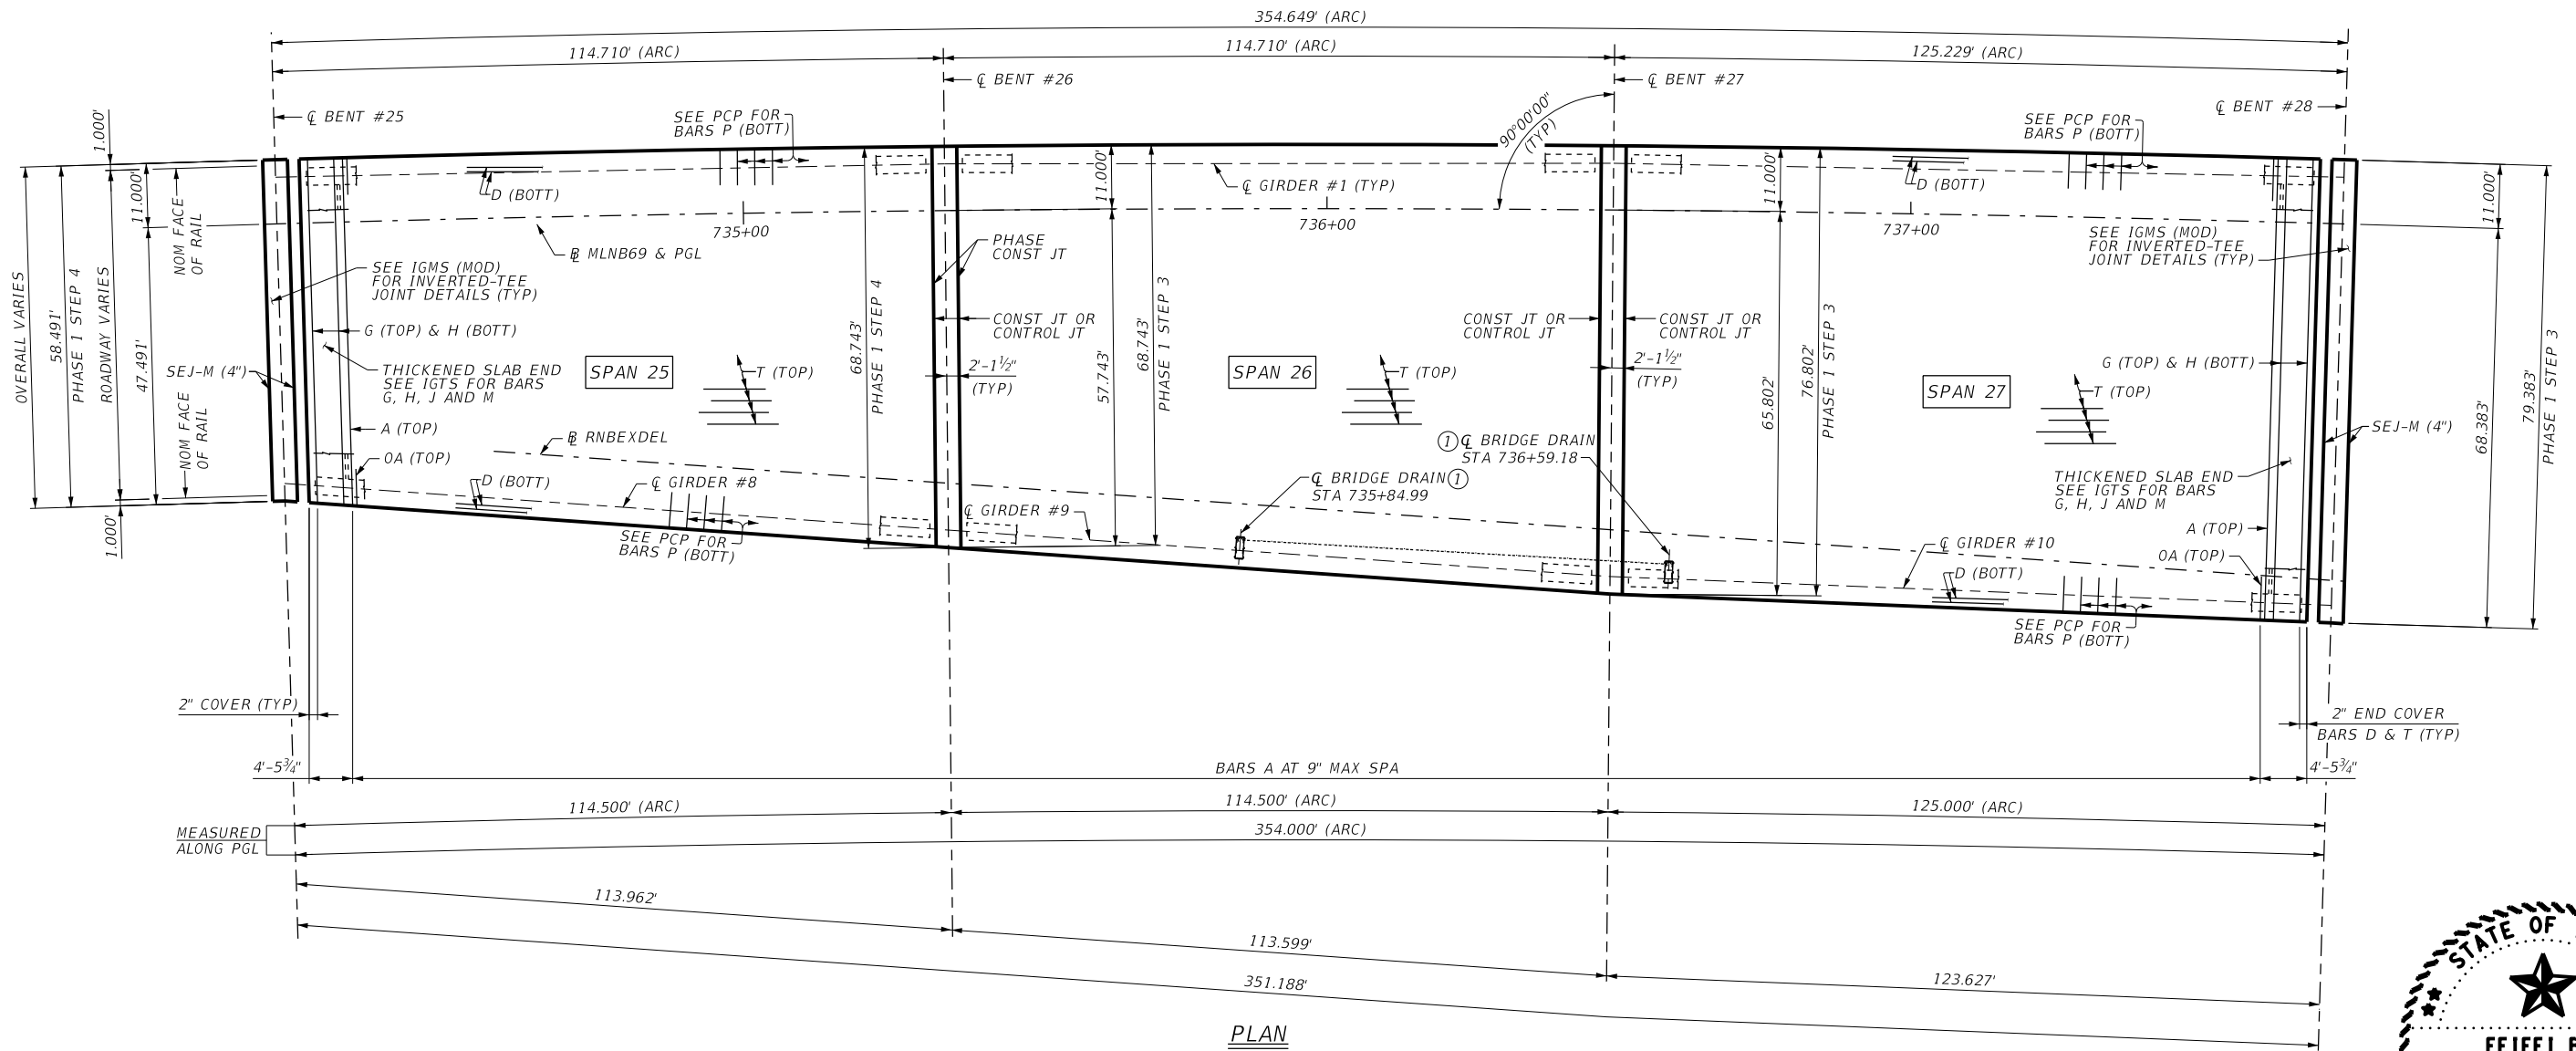 354.649' (ARC)
114.710' (ARC)
114.710' (ARC)
125.229' (ARC)
℄ BENT #26
℄ BENT #27
℄ BENT #25
℄ BENT #28
1.000'
SEE PCP FOR
BARS P (BOTT)
90°00'00"
(TYP)
SEE PCP FOR
BARS P (BOTT)
11.000'
NOM FACE
OF RAIL
D (BOTT)
11.000'
℄ GIRDER #1 (TYP)
11.000'
D (BOTT)
11.000'
735+00
736+00
737+00
BL MLNB69 & PGL
PHASE
CONST JT
SEE IGMS (MOD)
FOR INVERTED-TEE
JOINT DETAILS (TYP)
SEE IGMS (MOD)
FOR INVERTED-TEE
JOINT DETAILS (TYP)
OVERALL VARIES
58.491'
PHASE 1 STEP 4
ROADWAY VARIES
47.491'
G (TOP) & H (BOTT)
68.743'
PHASE 1 STEP 4
CONST JT OR
CONTROL JT
57.743'
68.743'
PHASE 1 STEP 3
CONST JT OR
CONTROL JT
CONST JT OR
CONTROL JT
65.802'
76.802'
PHASE 1 STEP 3
G (TOP) & H (BOTT)
68.383'
79.383'
PHASE 1 STEP 3
SEJ-M (4")
THICKENED SLAB END
SEE IGTS FOR BARS
G, H, J AND M
SPAN 25
T (TOP)
2'-1½"
(TYP)
SPAN 26
T (TOP)
2'-1½"
(TYP)
SPAN 27
T (TOP)
SEJ-M (4")
NOM FACE
OF RAIL
A (TOP)
BL RNBEXDEL
OA (TOP)
1 ℄ BRIDGE DRAIN
STA 736+59.18
D (BOTT)
℄ GIRDER #8
℄ BRIDGE DRAIN 1
STA 735+84.99
THICKENED SLAB END
SEE IGTS FOR BARS
G, H, J AND M
℄ GIRDER #9
A (TOP)
1.000'
SEE PCP FOR
BARS P (BOTT)
℄ GIRDER #10
OA (TOP)
D (BOTT)
SEE PCP FOR
BARS P (BOTT)
2" COVER (TYP)
2" END COVER
BARS D & T (TYP)
4'-5¾"
BARS A AT 9" MAX SPA
4'-5¾"
114.500' (ARC)
114.500' (ARC)
125.000' (ARC)
MEASURED
ALONG PGL
354.000' (ARC)
113.962'
113.599'
123.627'
351.188'
PLAN
STATE OF